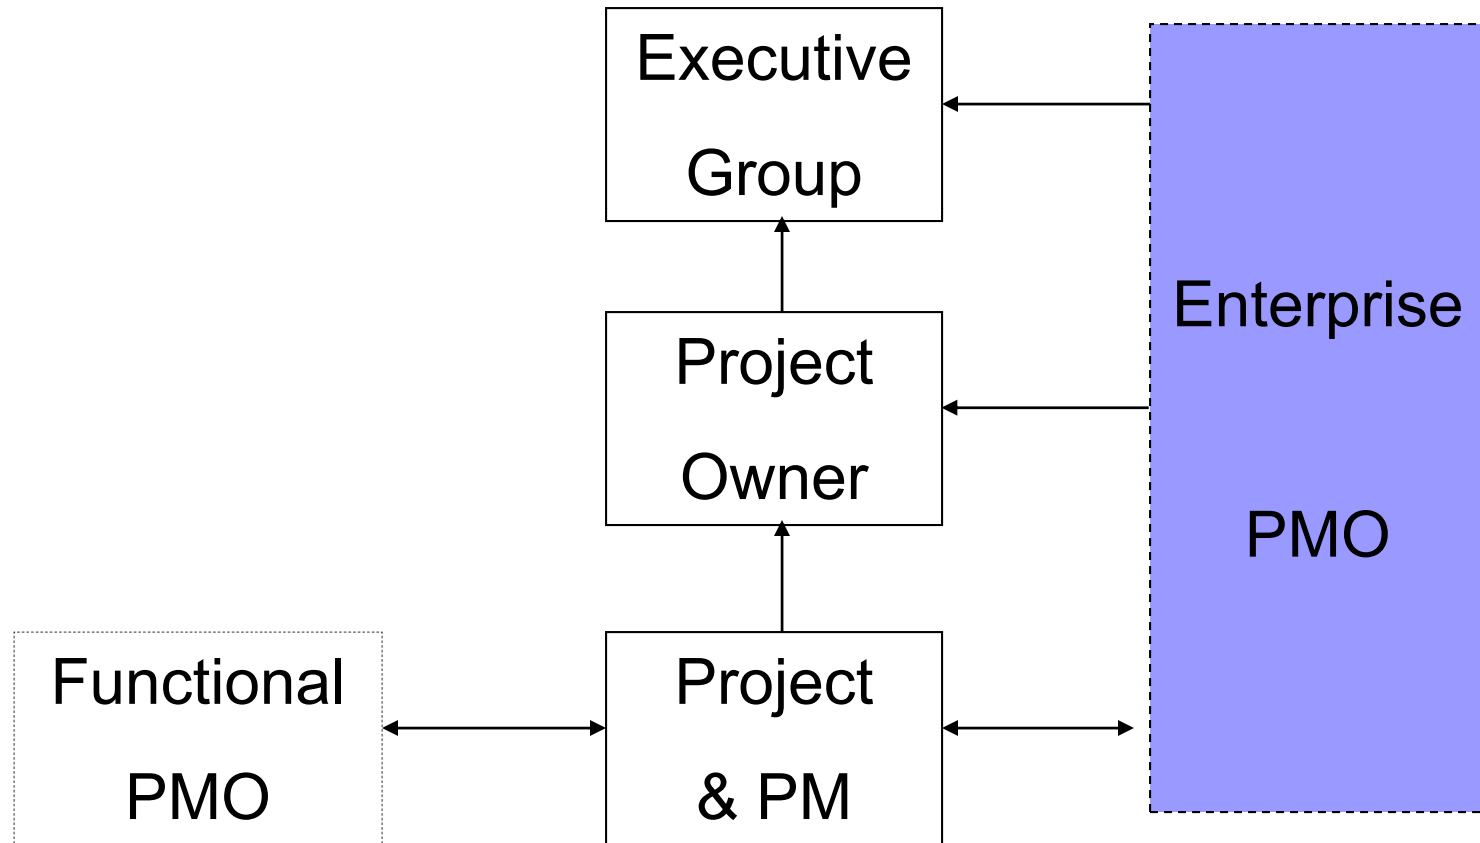 Executive
Group
Project
Owner
Enterprise
PMO
Functional
PMO
Project
& PM